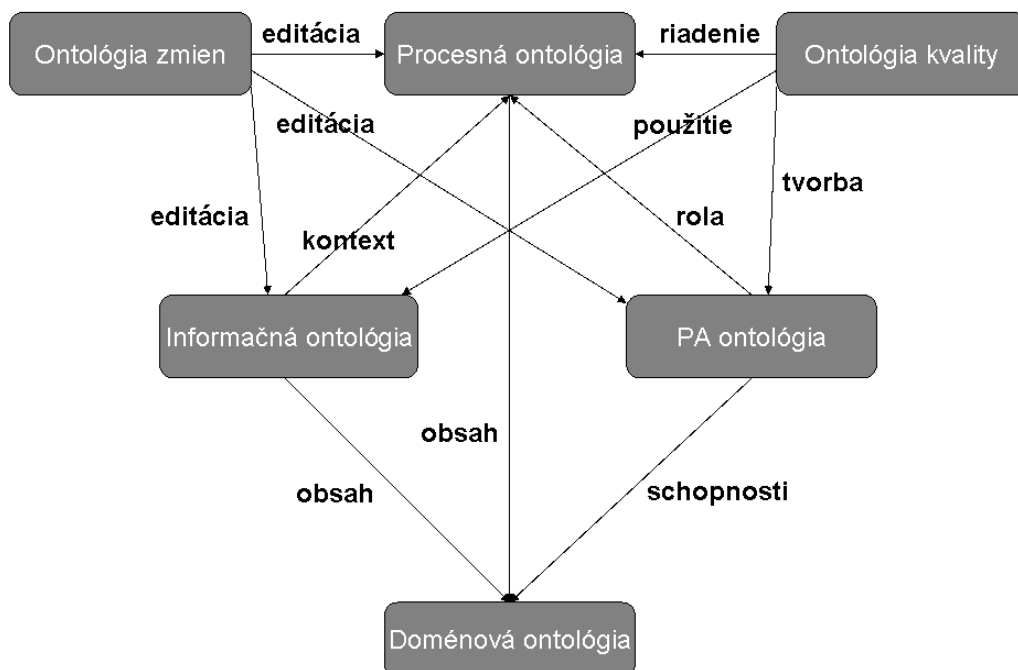 Ontológia zmien
editácia
Procesná ontológia
riadenie
Ontológia kvality
editácia
použitie
tvorba
editácia
kontext
rola
Informačná ontológia
PA ontológia
obsah
obsah
schopnosti
Doménová ontológia